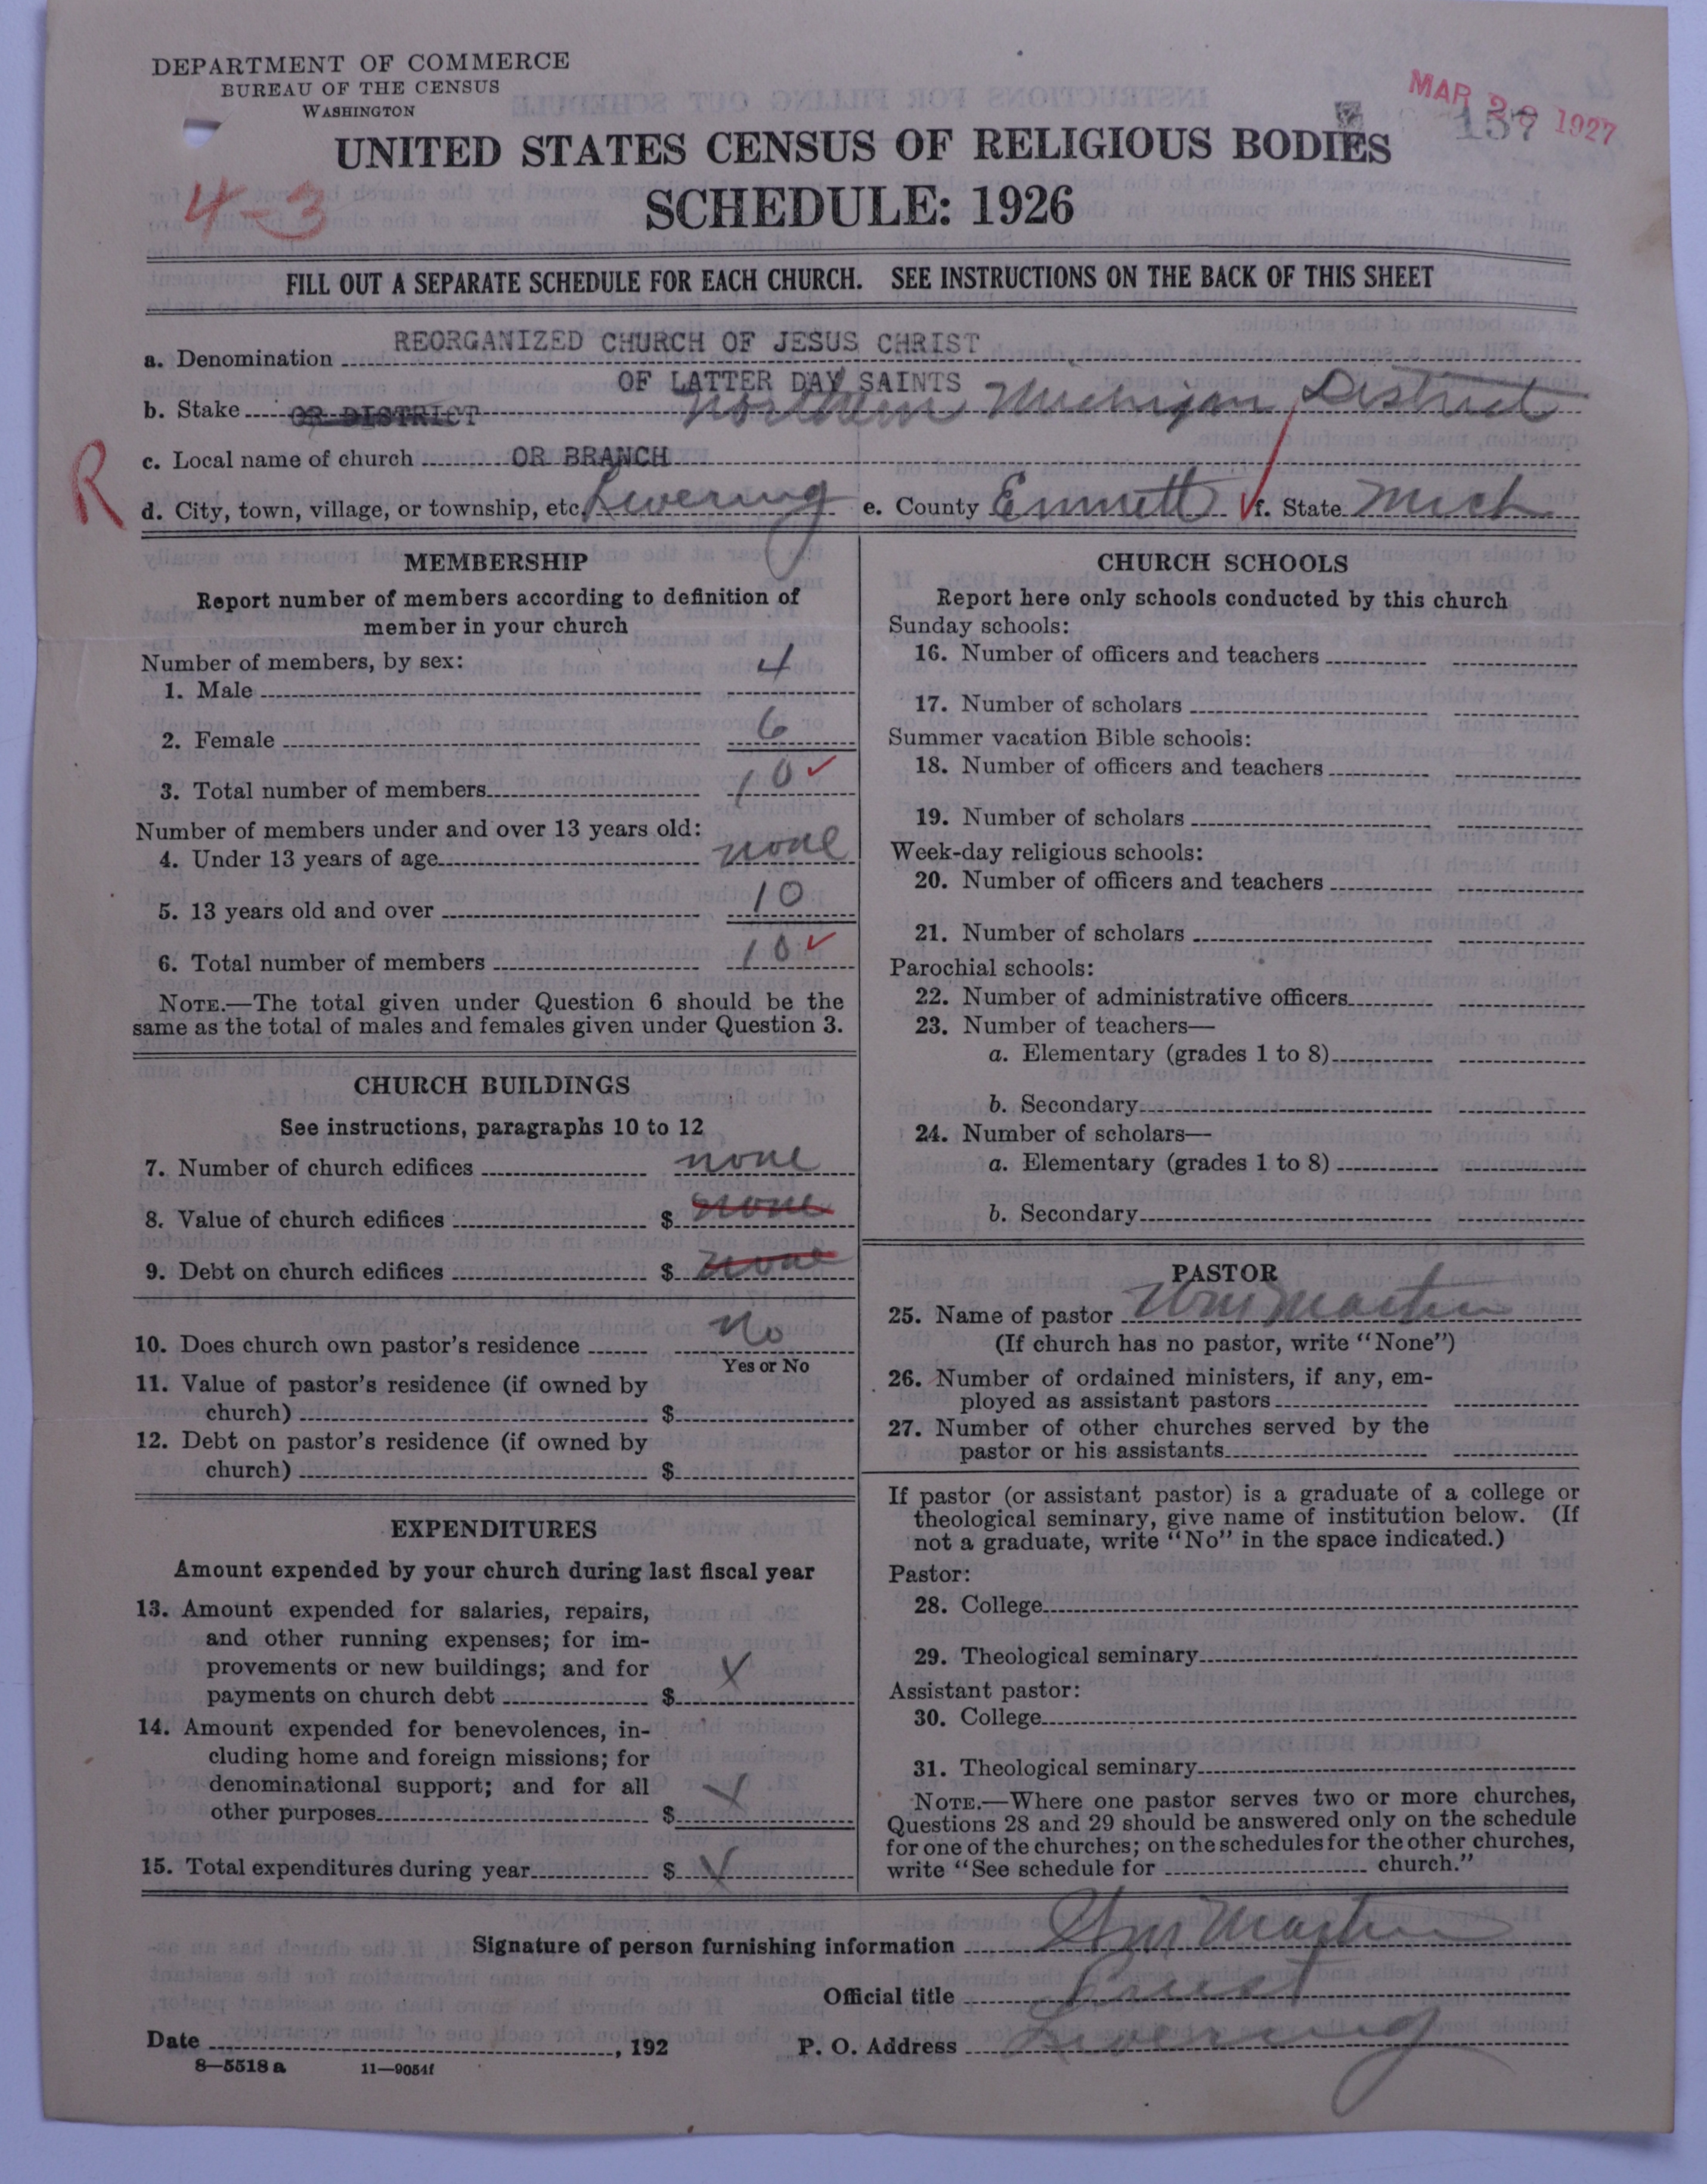 DEPARTMENT OF COMMERCE
BUREAU OF THE CENSUS
WASHINGTON
MAR 28 1927
137
UNITED STATES CENSUS OF RELIGIOUS BODIES
4-3
SCHEDULE: 1926
FILL OUT A SEPARATE SCHEDULE FOR EACH CHURCH. SEE INSTRUCTIONS ON THE BACK OF THIS SHEET
a. Denomination REORGANIZED CHURCH OF JESUS CHRIST
OF LATTER DAY SAINTS
b. Stake OR DISTRICT Northern Michigan District
R
c. Local name of church OR BRANCH
d. City, town, village, or township, etc. Levering e. County Emmett f. State Mich
MEMBERSHIP
Report number of members according to definition of
member in your church
Number of members, by sex:
1. Male 4
2. Female 6
3. Total number of members 10
Number of members under and over 13 years old:
4. Under 13 years of age none
5. 13 years old and over 10
6. Total number of members 10
NOTE.—The total given under Question 6 should be the
same as the total of males and females given under Question 3.
CHURCH BUILDINGS
See instructions, paragraphs 10 to 12
7. Number of church edifices none
8. Value of church edifices $ none
9. Debt on church edifices $ none
10. Does church own pastor's residence No
Yes or No
11. Value of pastor's residence (if owned by
church) $
12. Debt on pastor's residence (if owned by
church) $
EXPENDITURES
Amount expended by your church during last fiscal year
13. Amount expended for salaries, repairs,
and other running expenses; for im-
provements or new buildings; and for
payments on church debt $ X
14. Amount expended for benevolences, in-
cluding home and foreign missions; for
denominational support; and for all
other purposes $ X
15. Total expenditures during year $ X
CHURCH SCHOOLS
Report here only schools conducted by this church
Sunday schools:
16. Number of officers and teachers
17. Number of scholars
Summer vacation Bible schools:
18. Number of officers and teachers
19. Number of scholars
Week-day religious schools:
20. Number of officers and teachers
21. Number of scholars
Parochial schools:
22. Number of administrative officers
23. Number of teachers—
a. Elementary (grades 1 to 8)
b. Secondary
24. Number of scholars—
a. Elementary (grades 1 to 8)
b. Secondary
PASTOR
25. Name of pastor Wm Martin
(If church has no pastor, write "None")
26. Number of ordained ministers, if any, em-
ployed as assistant pastors
27. Number of other churches served by the
pastor or his assistants
If pastor (or assistant pastor) is a graduate of a college or
theological seminary, give name of institution below. (If
not a graduate, write "No" in the space indicated.)
Pastor:
28. College
29. Theological seminary
Assistant pastor:
30. College
31. Theological seminary
NOTE.—Where one pastor serves two or more churches,
Questions 28 and 29 should be answered only on the schedule
for one of the churches; on the schedules for the other churches,
write "See schedule for church."
Signature of person furnishing information Wm Martin
Official title Priest
Date , 192 P. O. Address Levering
8—5518 a 11—9054f